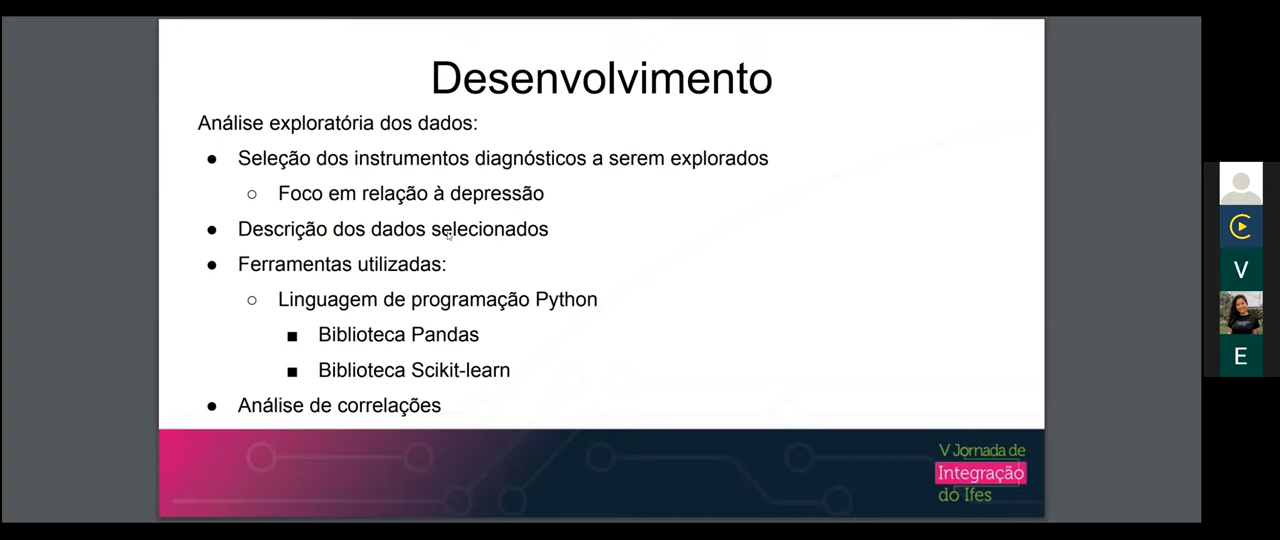 Desenvolvimento
Análise exploratória dos dados:
● Seleção dos instrumentos diagnósticos a serem explorados
○ Foco em relação à depressão
● Descrição dos dados selecionados
● Ferramentas utilizadas:
○ Linguagem de programação Python
■ Biblioteca Pandas
■ Biblioteca Scikit-learn
● Análise de correlações
V Jornada de
Integração
do Ifes
V
E